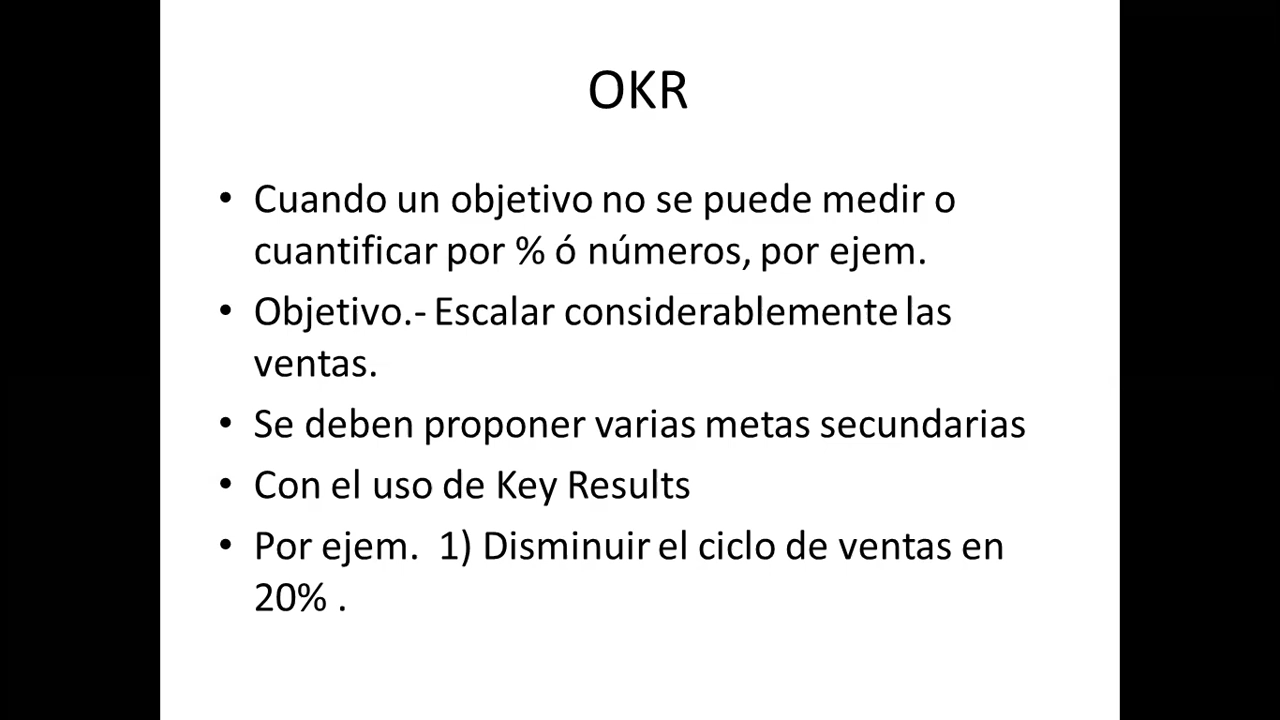 OKR
• Cuando un objetivo no se puede medir o
cuantificar por % ó números, por ejem.
• Objetivo.- Escalar considerablemente las
ventas.
• Se deben proponer varias metas secundarias
• Con el uso de Key Results
• Por ejem.  1) Disminuir el ciclo de ventas en
20% .